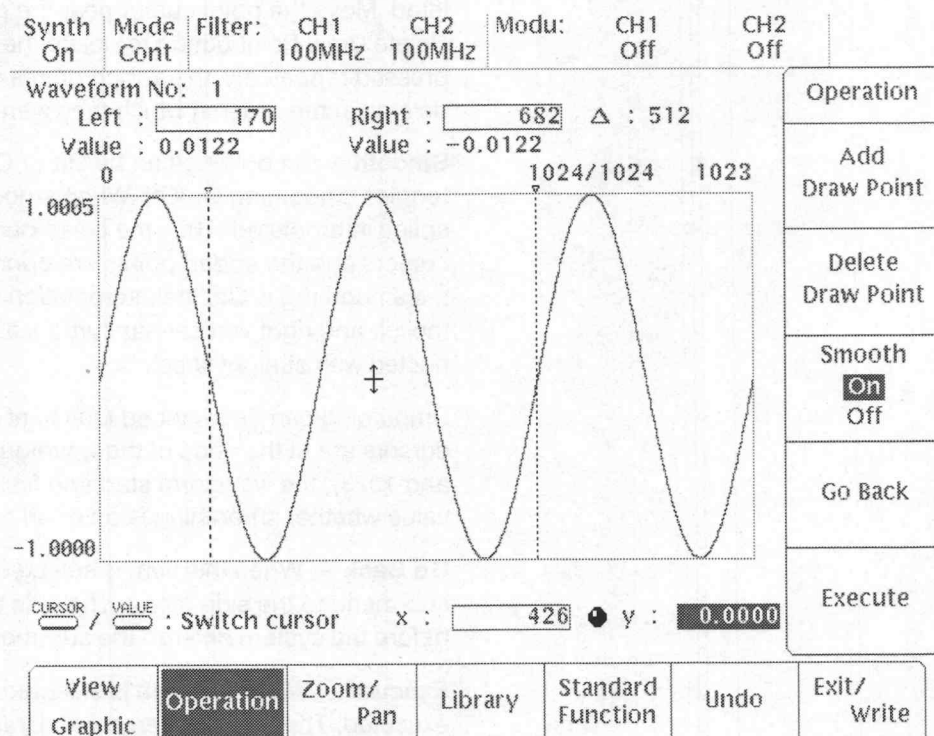 Synth Mode Filter: CH1 CH2 Modu: CH1 CH2
On Cont 100MHz 100MHz Off Off
Waveform No: 1
Left : 170 Right : 682 Δ : 512
Value : 0.0122 Value : -0.0122
0 1024/1024 1023
1.0005
-1.0000
CURSOR / VALUE : Switch cursor x : 426 y : 0.0000
Operation
Add
Draw Point
Delete
Draw Point
Smooth
On
Off
Go Back
Execute
View
Graphic
Operation
Zoom/
Pan
Library
Standard
Function
Undo
Exit/
Write